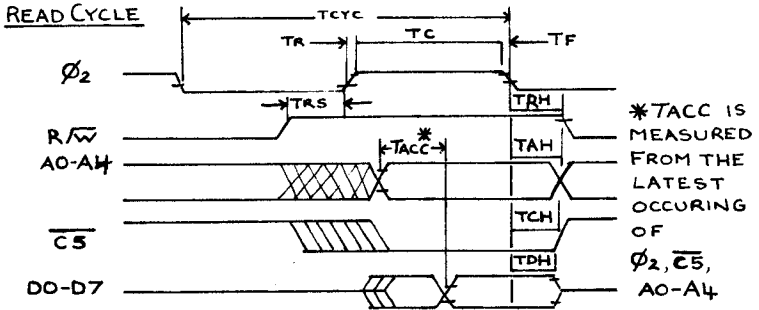 READ CYCLE
TCYC
TR
TC
TF
Ø2
TRS
TRH
R/W̅
*
TACC
TAH
A0-A4
TCH
C̅S̅
TDH
D0-D7
*TACC IS
MEASURED
FROM THE
LATEST
OCCURING
OF
Ø2, C̅S̅,
A0-A4